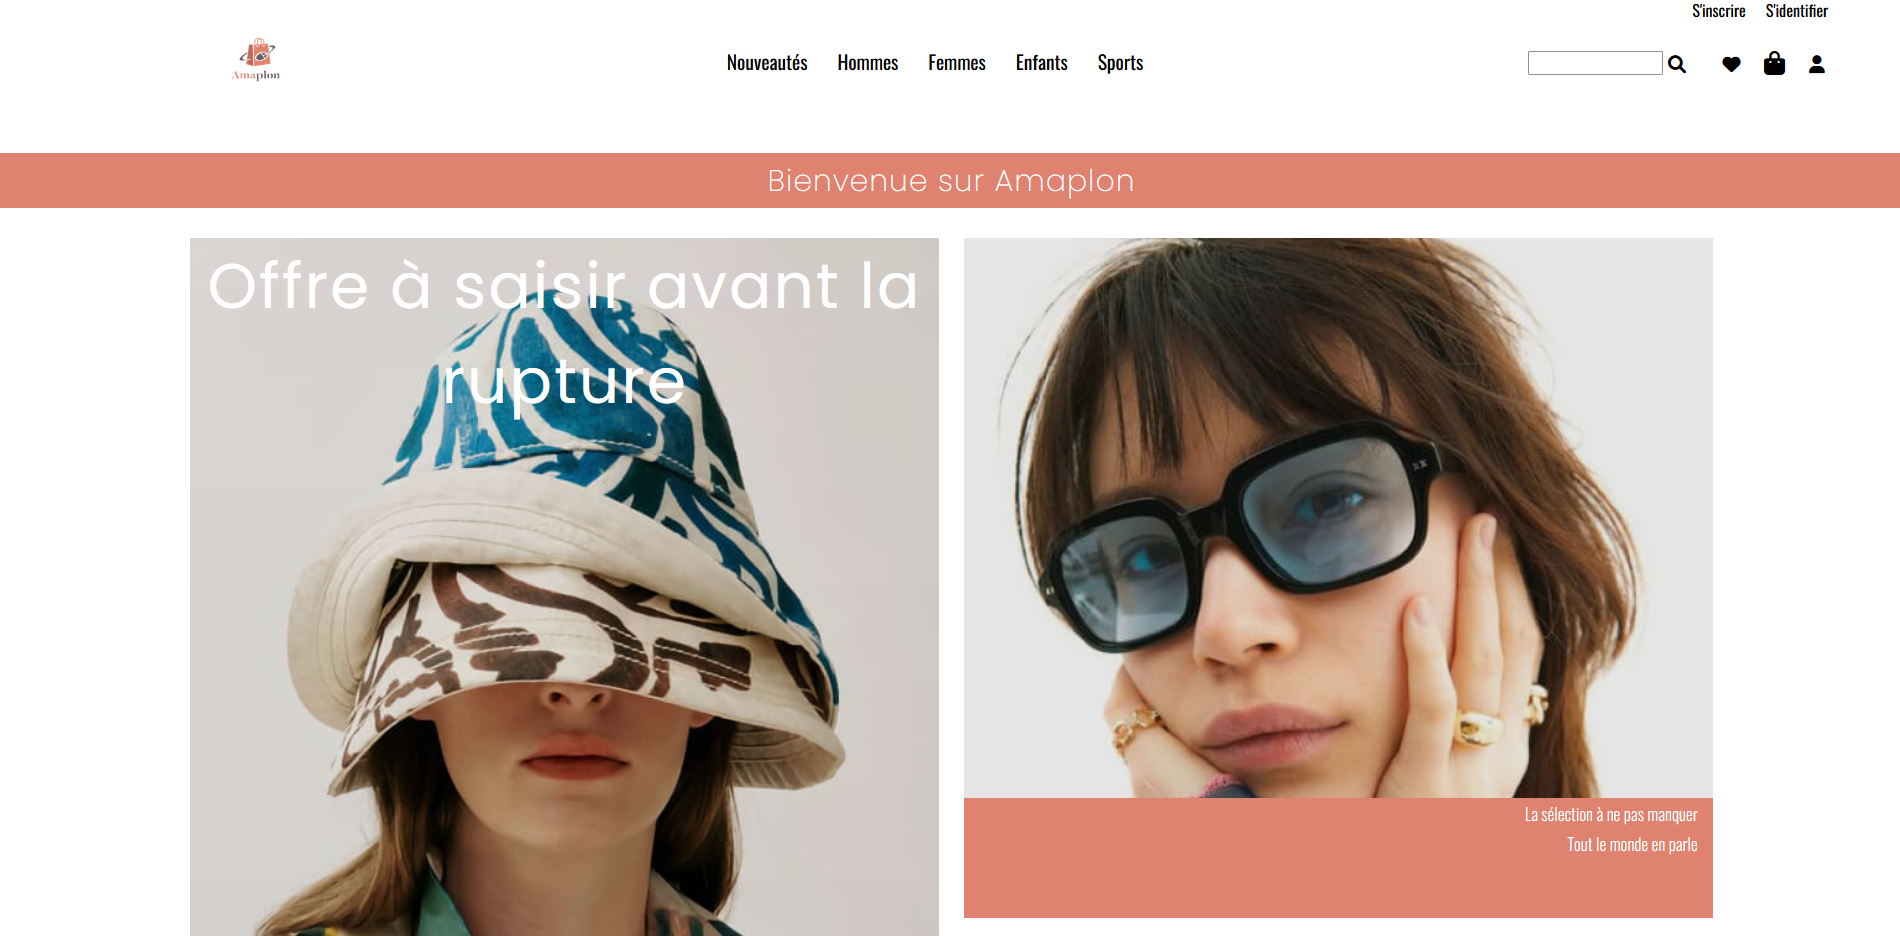 S'inscrire S'identifier
Amaplon
Nouveautés Hommes Femmes Enfants Sports
Bienvenue sur Amaplon
Offre à saisir avant la
rupture
La sélection à ne pas manquer
Tout le monde en parle